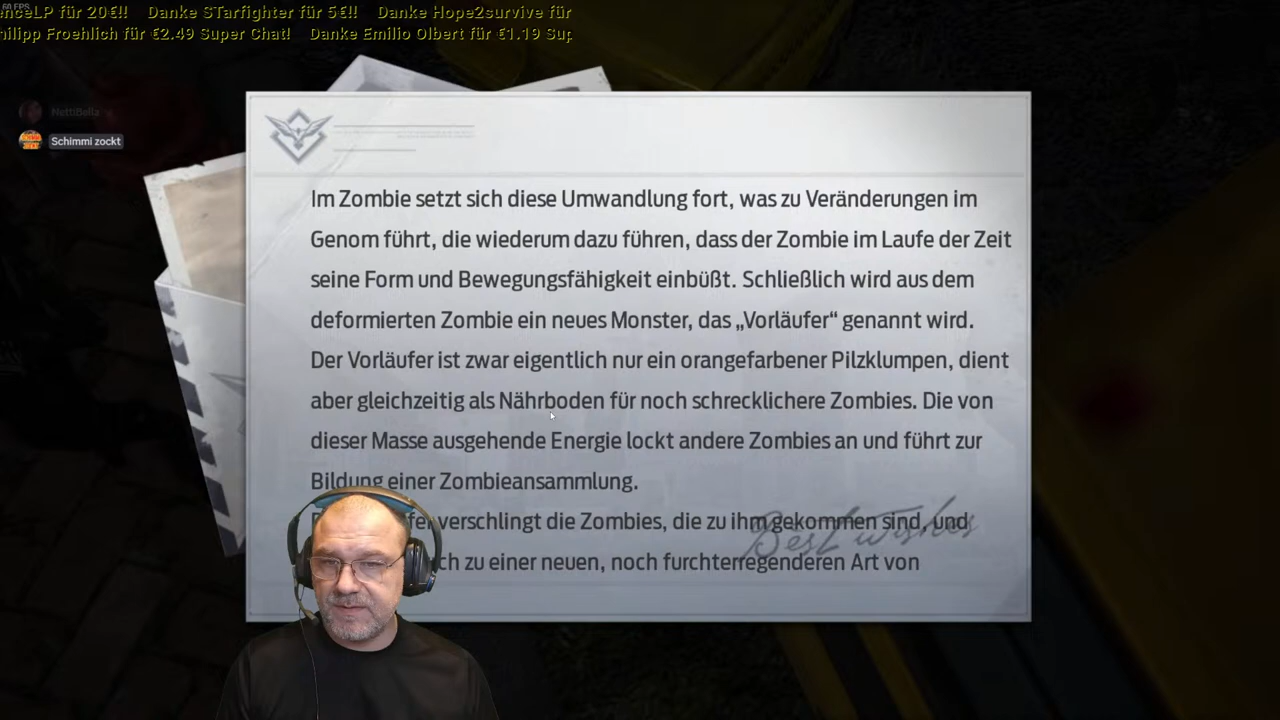 60 FPS
enceLP für 20€!! Danke STarfighter für 5€!! Danke Hope2survive für
hilipp Froehlich für €2.49 Super Chat! Danke Emilio Olbert für €1.19 Sup
NettiBella
Schimmi zockt
Im Zombie setzt sich diese Umwandlung fort, was zu Veränderungen im
Genom führt, die wiederum dazu führen, dass der Zombie im Laufe der Zeit
seine Form und Bewegungsfähigkeit einbüßt. Schließlich wird aus dem
deformierten Zombie ein neues Monster, das „Vorläufer“ genannt wird.
Der Vorläufer ist zwar eigentlich nur ein orangefarbener Pilzklumpen, dient
aber gleichzeitig als Nährboden für noch schrecklichere Zombies. Die von
dieser Masse ausgehende Energie lockt andere Zombies an und führt zur
Bildung einer Zombieansammlung.
fer verschlingt die Zombies, die zu ihm gekommen sind, und
ch zu einer neuen, noch furchterregenderen Art von
Best wishes